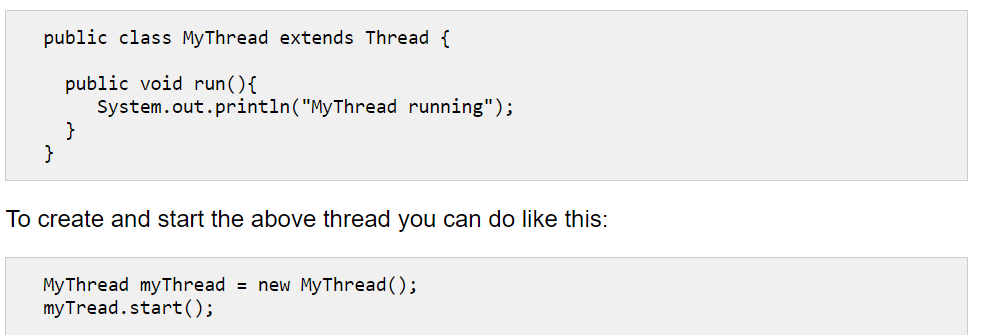 public class MyThread extends Thread {
public void run(){
System.out.println("MyThread running");
}
}
To create and start the above thread you can do like this:
MyThread myThread = new MyThread();
myTread.start();